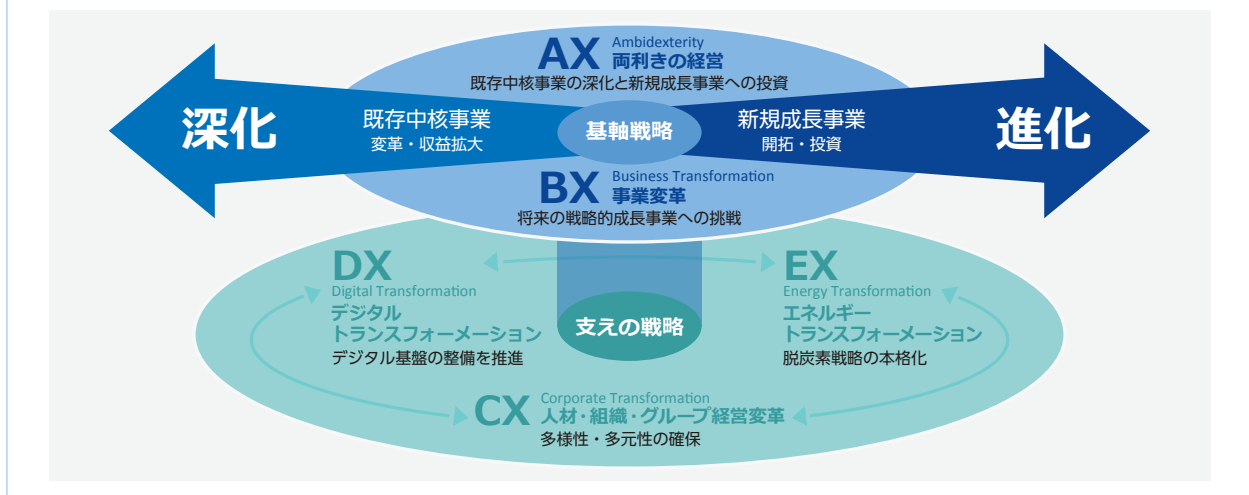 AX
Ambidexterity
両利きの経営
既存中核事業の深化と新規成長事業への投資
深化
既存中核事業
変革・収益拡大
基軸戦略
新規成長事業
開拓・投資
進化
BX
Business Transformation
事業変革
将来の戦略的成長事業への挑戦
DX
Digital Transformation
デジタル
トランスフォーメーション
デジタル基盤の整備を推進
支えの戦略
EX
Energy Transformation
エネルギー
トランスフォーメーション
脱炭素戦略の本格化
CX
Corporate Transformation
人材・組織・グループ経営変革
多様性・多元性の確保